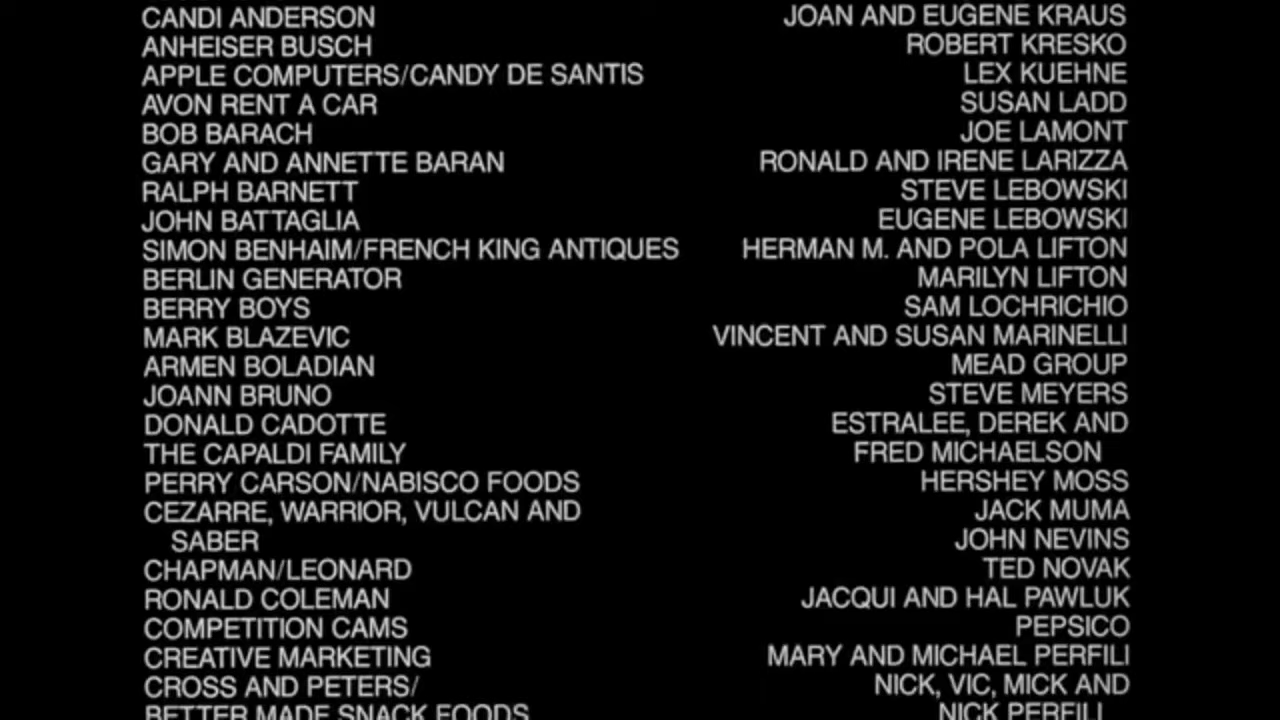 CANDI ANDERSON
ANHEISER BUSCH
APPLE COMPUTERS/CANDY DE SANTIS
AVON RENT A CAR
BOB BARACH
GARY AND ANNETTE BARAN
RALPH BARNETT
JOHN BATTAGLIA
SIMON BENHAIM/FRENCH KING ANTIQUES
BERLIN GENERATOR
BERRY BOYS
MARK BLAZEVIC
ARMEN BOLADIAN
JOANN BRUNO
DONALD CADOTTE
THE CAPALDI FAMILY
PERRY CARSON/NABISCO FOODS
CEZARRE, WARRIOR, VULCAN AND
SABER
CHAPMAN/LEONARD
RONALD COLEMAN
COMPETITION CAMS
CREATIVE MARKETING
CROSS AND PETERS/
BETTER MADE SNACK FOODS
JOAN AND EUGENE KRAUS
ROBERT KRESKO
LEX KUEHNE
SUSAN LADD
JOE LAMONT
RONALD AND IRENE LARIZZA
STEVE LEBOWSKI
EUGENE LEBOWSKI
HERMAN M. AND POLA LIFTON
MARILYN LIFTON
SAM LOCHRICHIO
VINCENT AND SUSAN MARINELLI
MEAD GROUP
STEVE MEYERS
ESTRALEE, DEREK AND
FRED MICHAELSON
HERSHEY MOSS
JACK MUMA
JOHN NEVINS
TED NOVAK
JACQUI AND HAL PAWLUK
PEPSICO
MARY AND MICHAEL PERFILI
NICK, VIC, MICK AND
NICK PERFILI